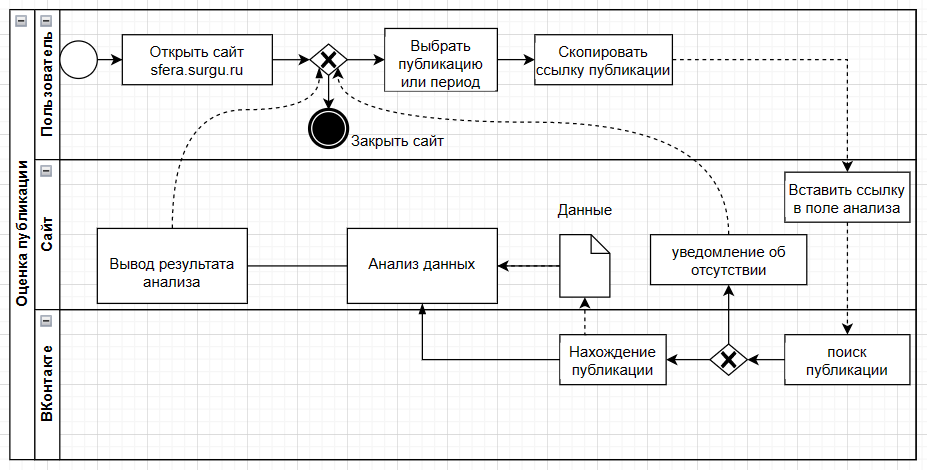 Оценка публикации
Пользователь
Открыть сайт
sfera.surgu.ru
Выбрать
публикацию
или период
Скопировать
ссылку публикации
Закрыть сайт
Сайт
Вставить ссылку
в поле анализа
Данные
Вывод результата
анализа
Анализ данных
уведомление об
отсутствии
ВКонтакте
Нахождение
публикации
поиск
публикации